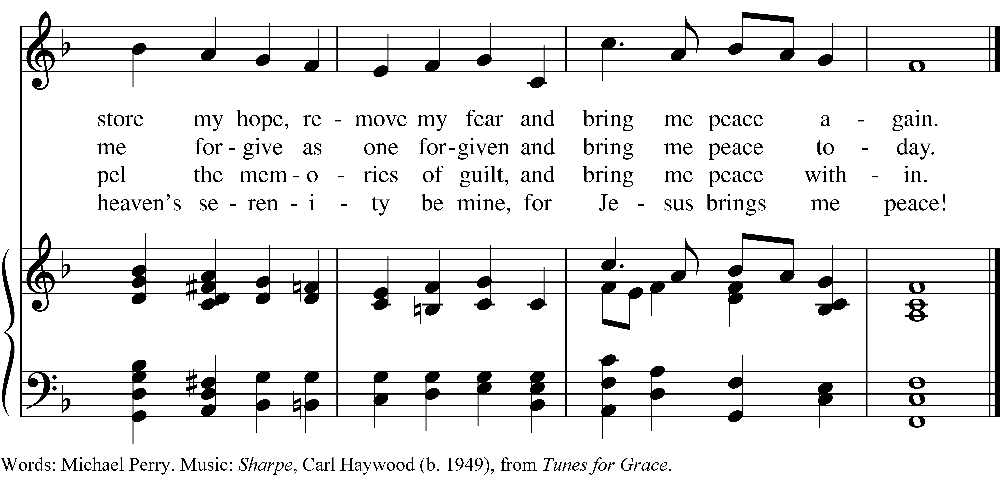 store my hope, re - move my fear and bring me peace a - gain.
me for - give as one for - given and bring me peace to - day.
pel the mem - o - ries of guilt, and bring me peace with - in.
heaven's se - ren - i - ty be mine, for Je - sus brings me peace!
Words: Michael Perry. Music: Sharpe, Carl Haywood (b. 1949), from Tunes for Grace.